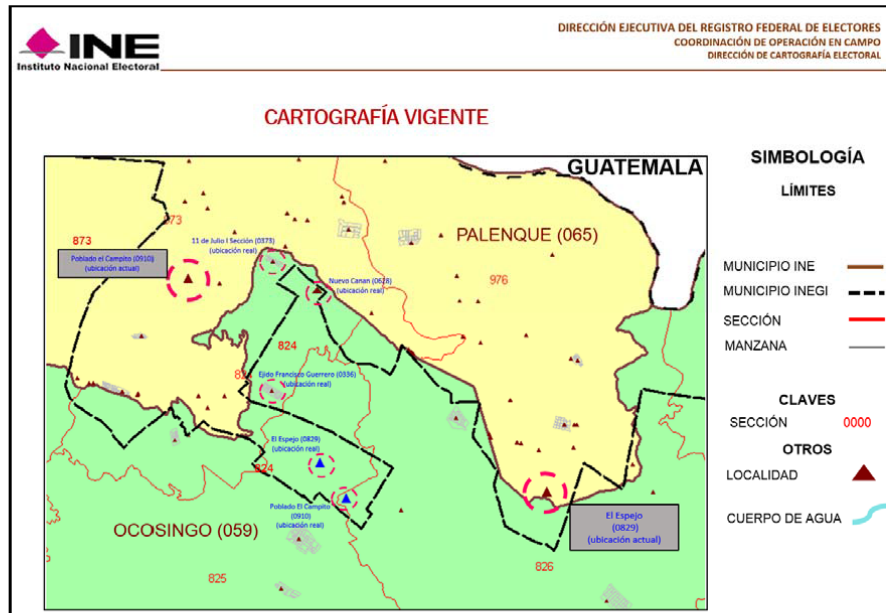 INE
Instituto Nacional Electoral
DIRECCIÓN EJECUTIVA DEL REGISTRO FEDERAL DE ELECTORES
COORDINACIÓN DE OPERACIÓN EN CAMPO
DIRECCIÓN DE CARTOGRAFÍA ELECTORAL
CARTOGRAFÍA VIGENTE
GUATEMALA
873
873
11 de Julio I Sección (0373)
(ubicación real)
PALENQUE (065)
Poblado el Campito (0910)
(ubicación actual)
976
Nuevo Canan (0628)
(ubicación real)
824
Ejido Francisco Guerrero (0336)
(ubicación real)
El Espejo (0829)
(ubicación real)
824
Poblado El Campito
(0910)
(ubicación real)
OCOSINGO (059)
El Espejo
(0829)
(ubicación actual)
825
826
SIMBOLOGÍA
LÍMITES
MUNICIPIO INE
MUNICIPIO INEGI
SECCIÓN
MANZANA
CLAVES
SECCIÓN 0000
OTROS
LOCALIDAD
CUERPO DE AGUA